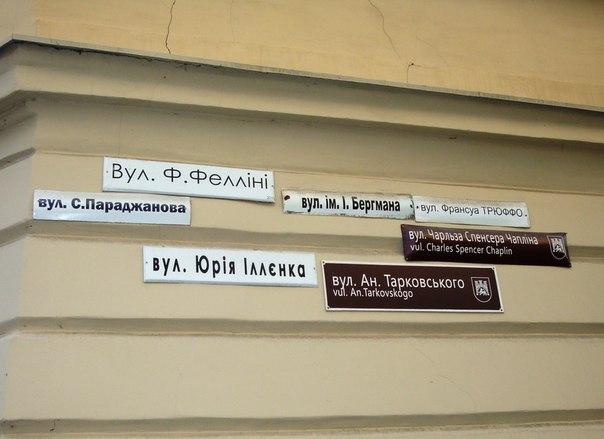 Вул. Ф.Фелліні
вул. С.Параджанова
вул. ім. І. Бергмана
вул. Франсуа ТРЮФФО
вул. Чарльза Спенсера Чапліна
vul. Charles Spencer Chaplin
вул. Юрія Іллєнка
вул. Ан. Тарковського
vul. An.Tarkovskogo